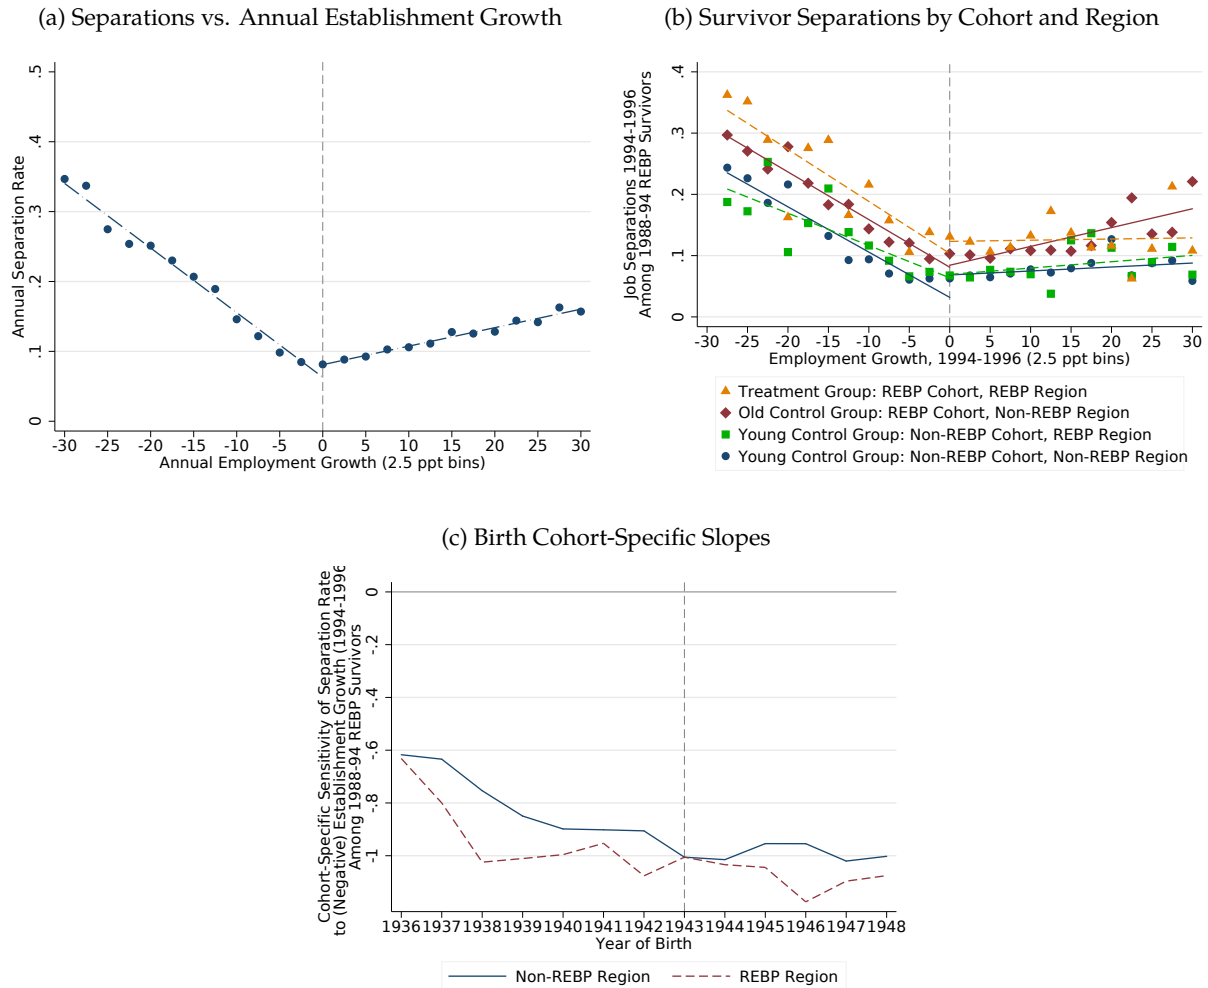 (a) Separations vs. Annual Establishment Growth
Annual Separation Rate
.5
.4
.3
.2
.1
0
-30 -25 -20 -15 -10 -5 0 5 10 15 20 25 30
Annual Employment Growth (2.5 ppt bins)
(b) Survivor Separations by Cohort and Region
Job Separations 1994-1996
Among 1988-94 REBP Survivors
.4
.3
.2
.1
0
-30 -25 -20 -15 -10 -5 0 5 10 15 20 25 30
Employment Growth, 1994-1996 (2.5 ppt bins)
Treatment Group: REBP Cohort, REBP Region
Old Control Group: REBP Cohort, Non-REBP Region
Young Control Group: Non-REBP Cohort, REBP Region
Young Control Group: Non-REBP Cohort, Non-REBP Region
(c) Birth Cohort-Specific Slopes
Cohort-Specific Sensitivity of Separation Rate
to (Negative) Establishment Growth (1994-1996
Among 1988-94 REBP Survivors
0
-.2
-.4
-.6
-.8
-1
1936 1937 1938 1939 1940 1941 1942 1943 1944 1945 1946 1947 1948
Year of Birth
Non-REBP Region
REBP Region